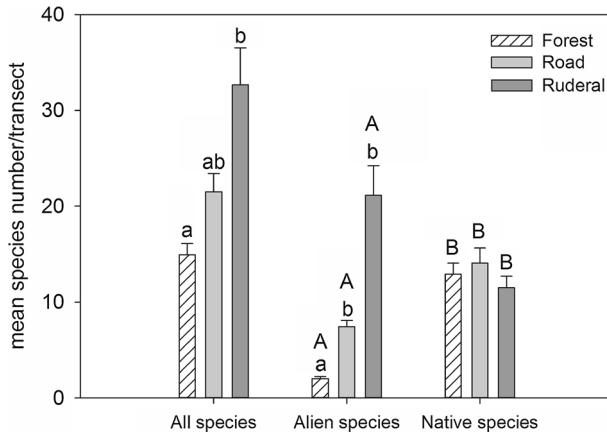 mean species number/transect
40
30
20
10
0
Forest
Road
Ruderal
a
ab
b
A
a
A
b
A
b
B
B
B
All species
Alien species
Native species